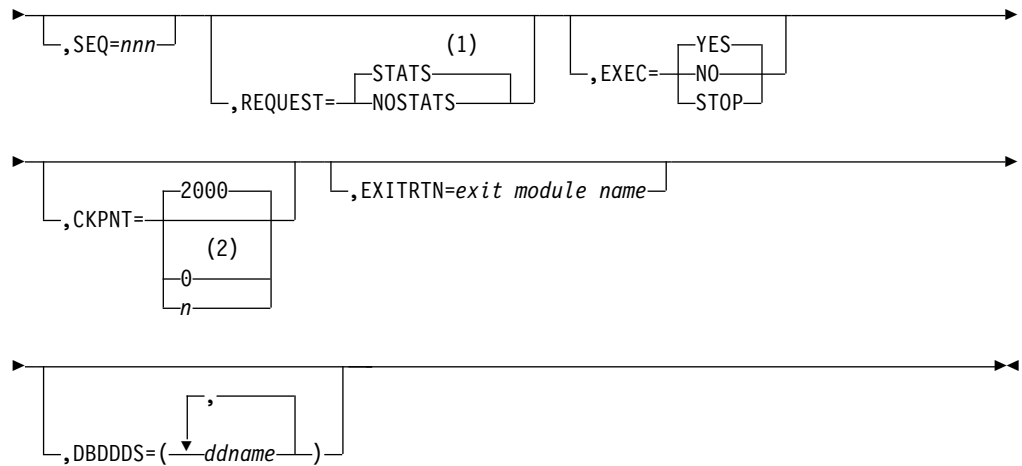 ,SEQ=nnn
(1)
STATS
,REQUEST=
NOSTATS
YES
,EXEC=
NO
STOP
2000
,CKPNT=
(2)
0
n
,EXITRTN=exit module name
,
,DBDDDS=( ddname )